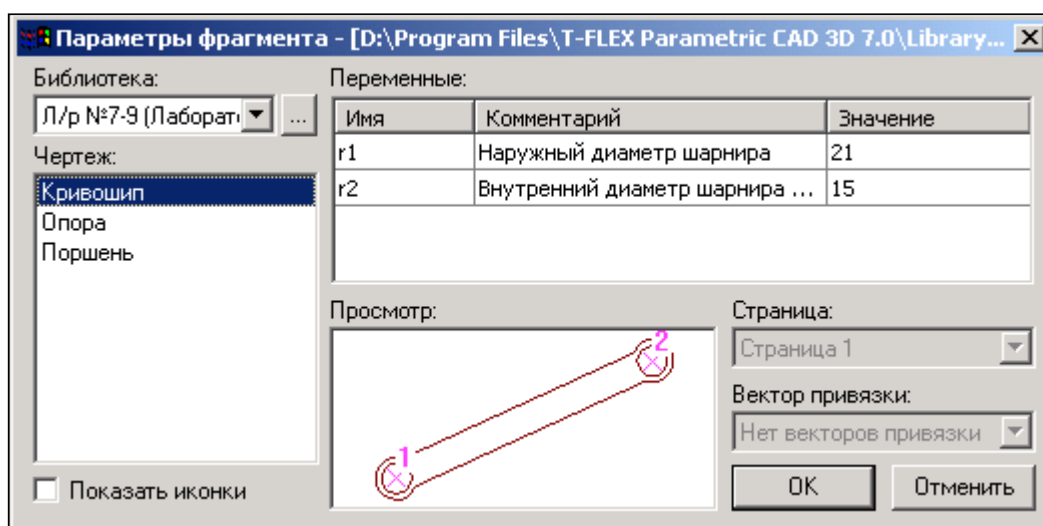 Параметры фрагмента - [D:\Program Files\T-FLEX Parametric CAD 3D 7.0\Library...
Библиотека:
Л/р №7-9 (Лаборат
...
Чертеж:
Кривошип
Опора
Поршень
Показать иконки
Переменные:
Имя Комментарий Значение
r1 Наружный диаметр шарнира 21
r2 Внутренний диаметр шарнира ... 15
Просмотр:
1
2
Страница:
Страница 1
Вектор привязки:
Нет векторов привязки
OK Отменить